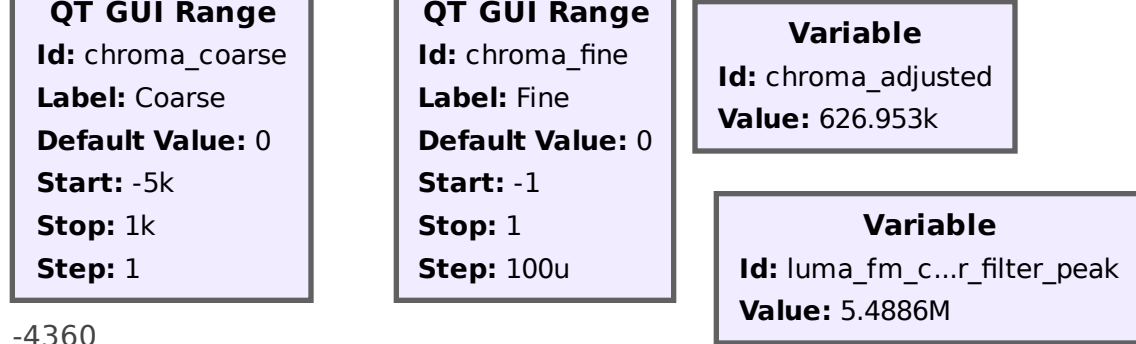 QT GUI Range
Id: chroma_coarse
Label: Coarse
Default Value: 0
Start: -5k
Stop: 1k
Step: 1
-4360
QT GUI Range
Id: chroma_fine
Label: Fine
Default Value: 0
Start: -1
Stop: 1
Step: 100u
Variable
Id: chroma_adjusted
Value: 626.953k
Variable
Id: luma_fm_c...r_filter_peak
Value: 5.4886M